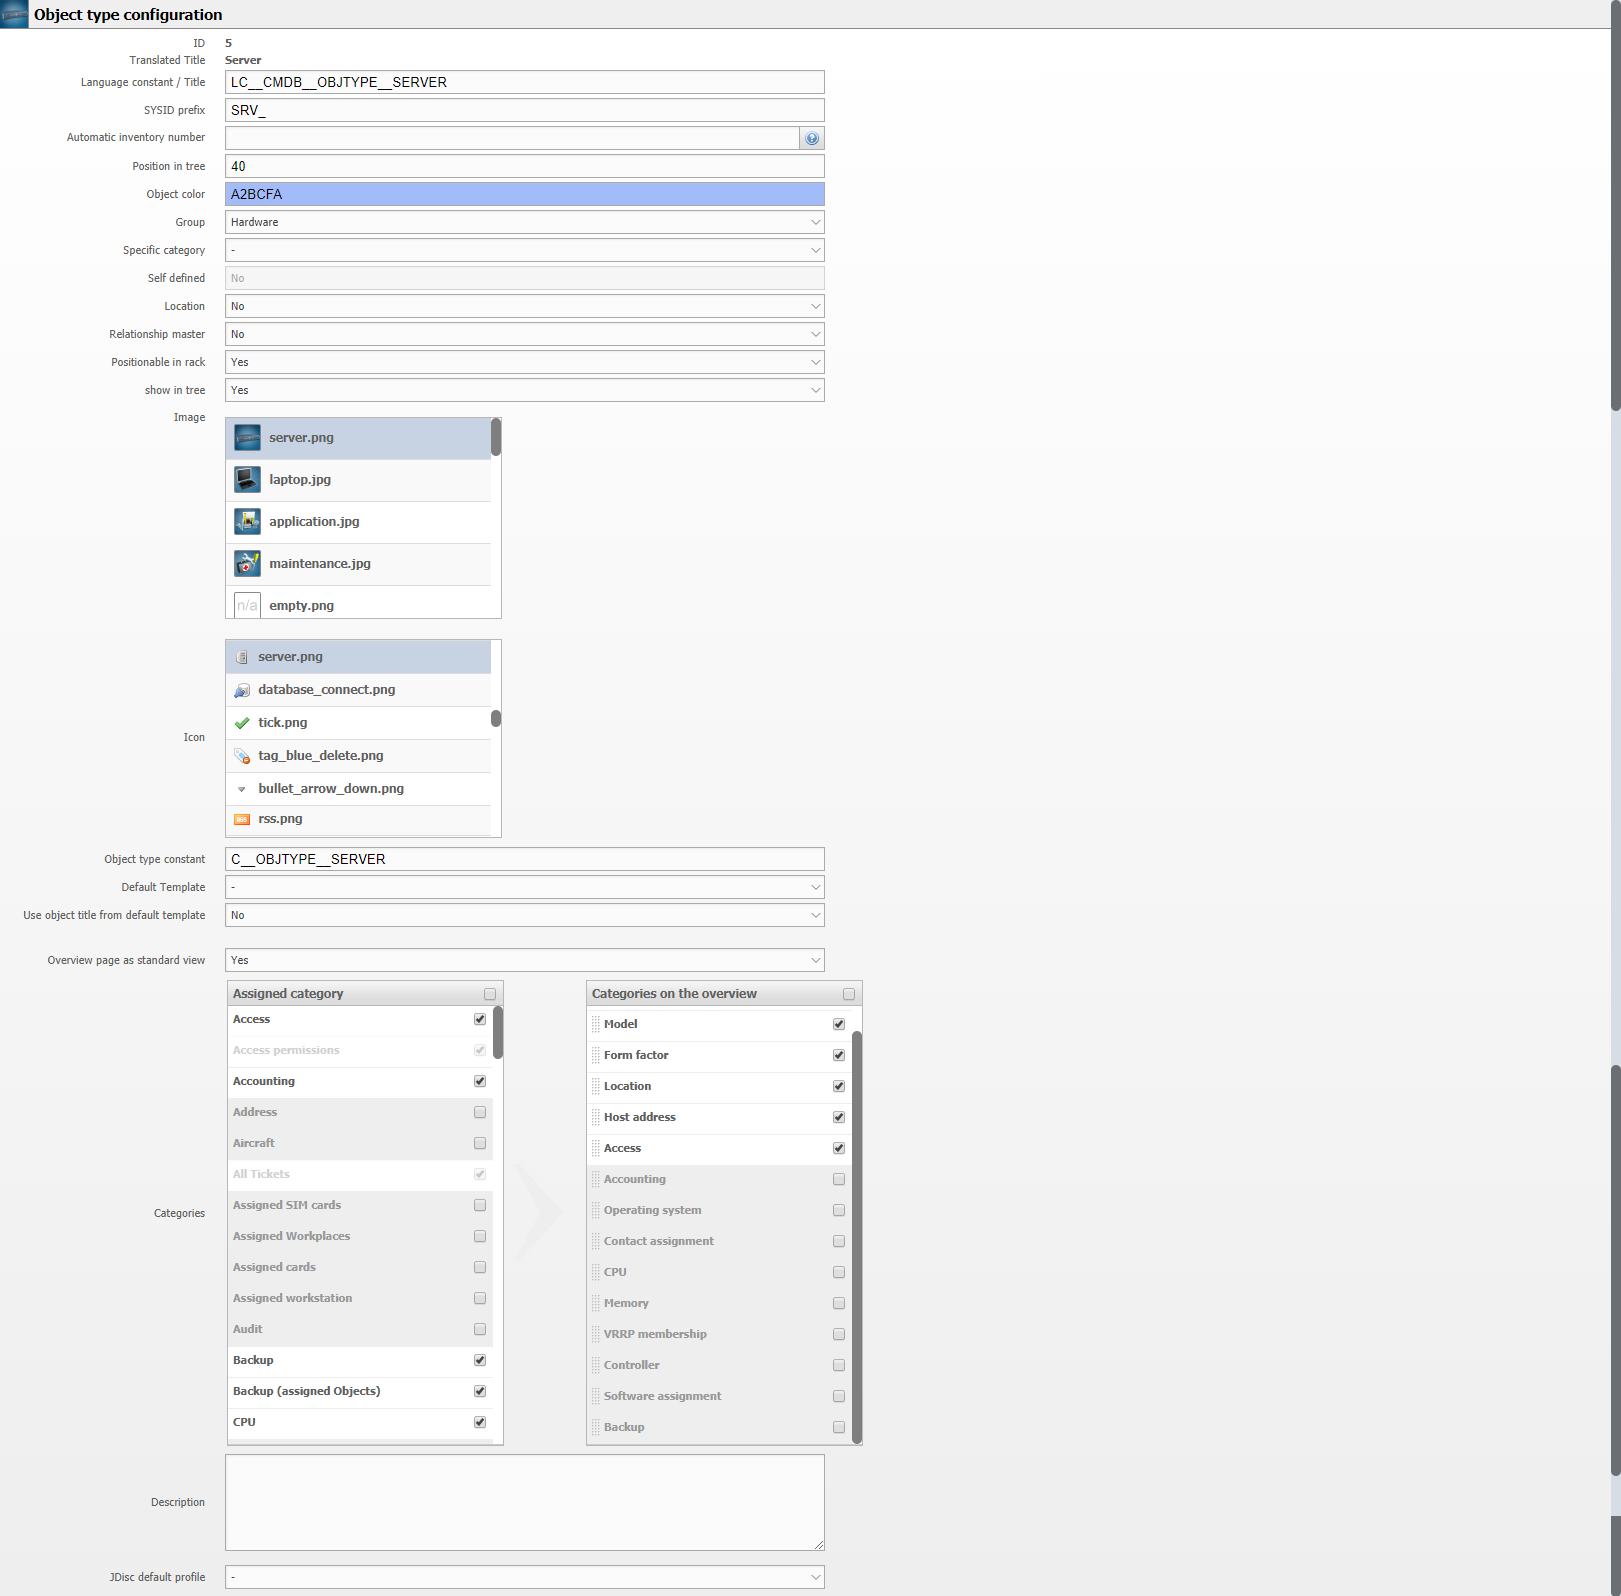 Object type configuration
ID 5
Translated Title Server
Language constant / Title LC__CMDB__OBJTYPE__SERVER
SYSID prefix SRV_
Automatic inventory number
Position in tree 40
Object color A2BCFA
Group Hardware
Specific category -
Self defined No
Location No
Relationship master No
Positionable in rack Yes
show in tree Yes
Image
server.png
laptop.jpg
application.jpg
maintenance.jpg
n/a empty.png
Icon
server.png
database_connect.png
tick.png
tag_blue_delete.png
bullet_arrow_down.png
rss.png
Object type constant C__OBJTYPE__SERVER
Default Template -
Use object title from default template No
Overview page as standard view Yes
Categories
Assigned category
Access
Access permissions
Accounting
Address
Aircraft
All Tickets
Assigned SIM cards
Assigned Workplaces
Assigned cards
Assigned workstation
Audit
Backup
Backup (assigned Objects)
CPU
Categories on the overview
Model
Form factor
Location
Host address
Access
Accounting
Operating system
Contact assignment
CPU
Memory
VRRP membership
Controller
Software assignment
Backup
Description
JDisc default profile -